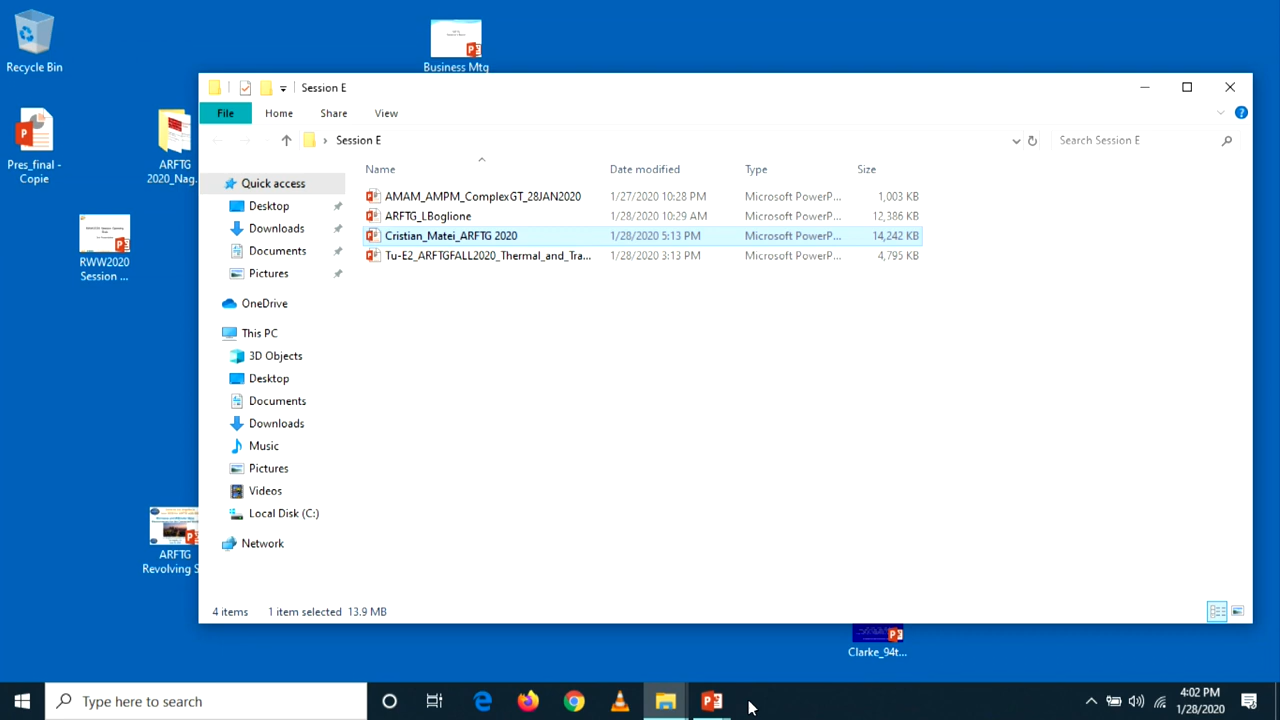 Recycle Bin
Business Mtg
Pres_final -
Copie
ARFTG
2020_Nag...
RWW2020
Session ...
ARFTG
Revolving S
Clarke_94t...
Session E
File
Home
Share
View
Session E
Search Session E
Name
Date modified
Type
Size
AMAM_AMPM_ComplexGT_28JAN2020 1/27/2020 10:28 PM Microsoft PowerP... 1,003 KB
ARFTG_LBoglione 1/28/2020 10:29 AM Microsoft PowerP... 12,386 KB
Cristian_Matei_ARFTG 2020 1/28/2020 5:13 PM Microsoft PowerP... 14,242 KB
Tu-E2_ARFTGFALL2020_Thermal_and_Tra... 1/28/2020 3:13 PM Microsoft PowerP... 4,795 KB
Quick access
Desktop
Downloads
Documents
Pictures
OneDrive
This PC
3D Objects
Desktop
Documents
Downloads
Music
Pictures
Videos
Local Disk (C:)
Network
4 items 1 item selected 13.9 MB
Type here to search
4:02 PM
1/28/2020